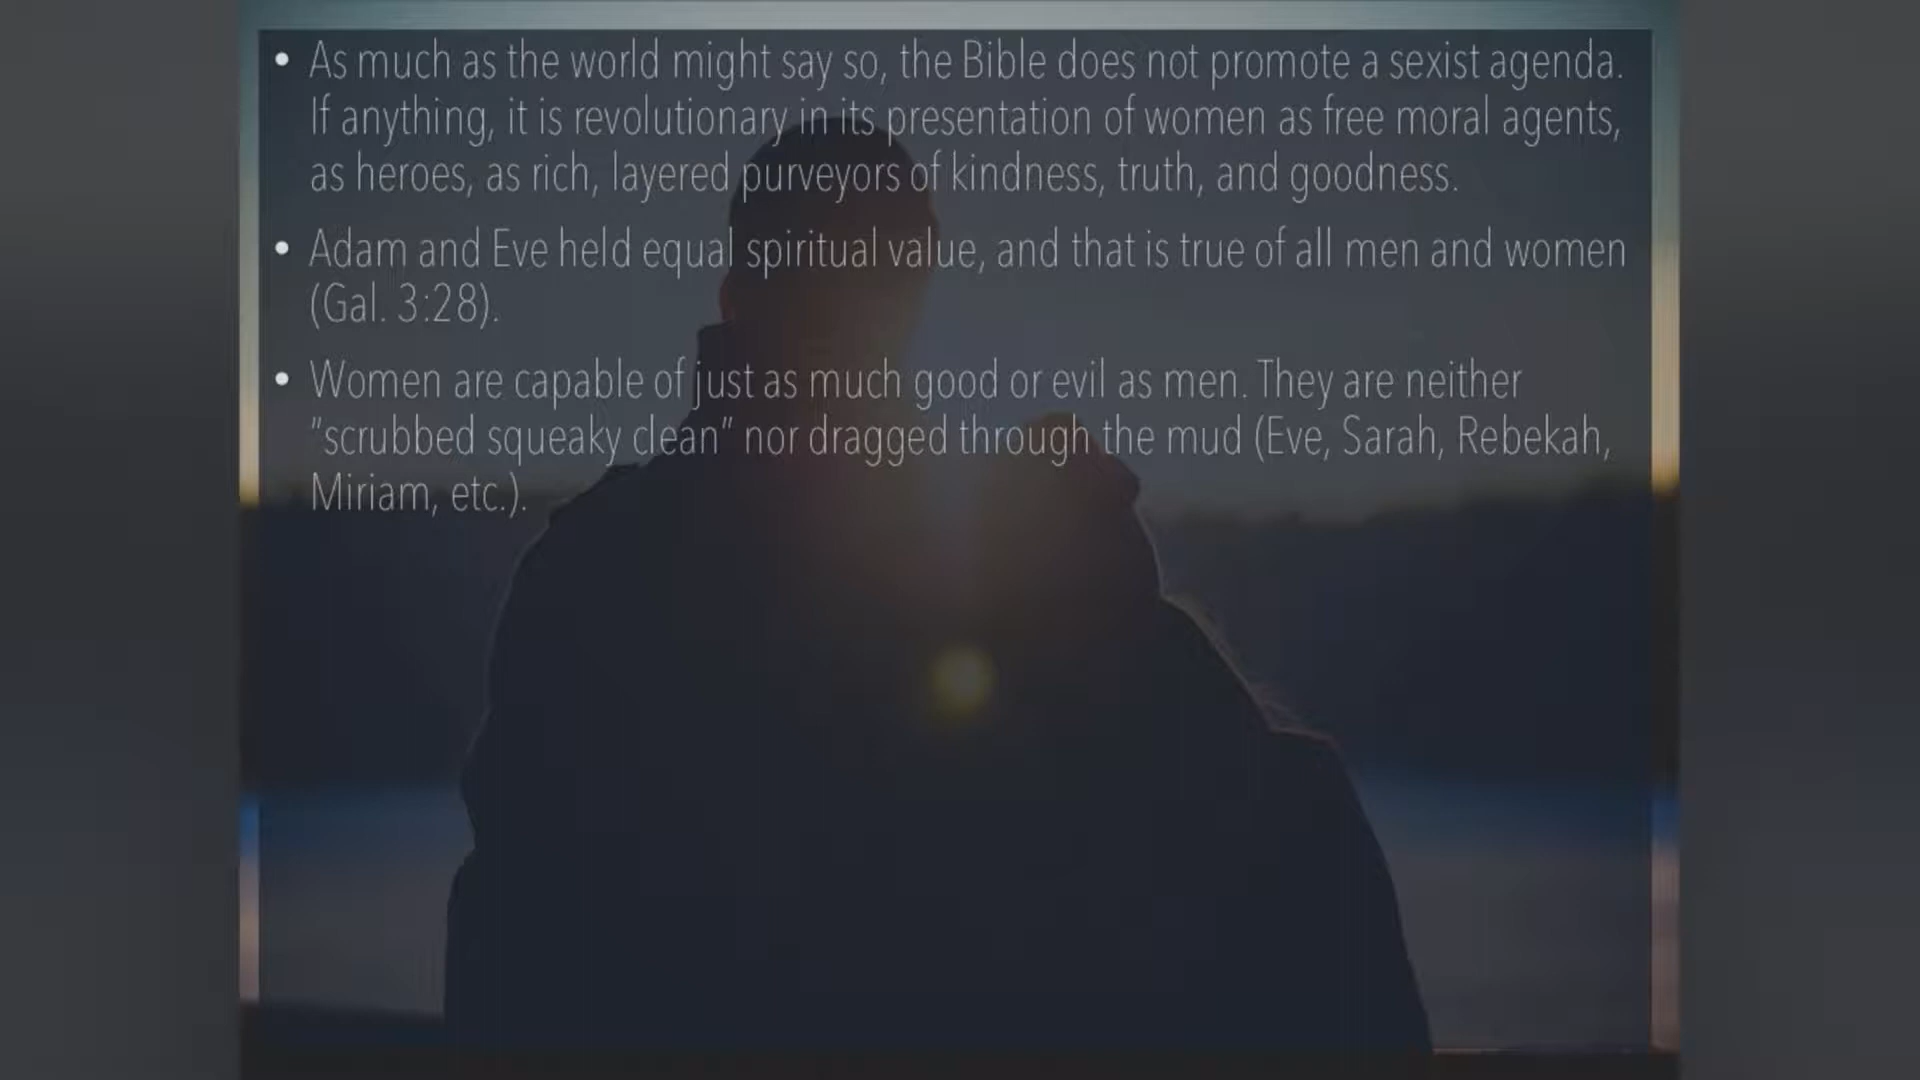 • As much as the world might say so, the Bible does not promote a sexist agenda.
If anything, it is revolutionary in its presentation of women as free moral agents,
as heroes, as rich, layered purveyors of kindness, truth, and goodness.
• Adam and Eve held equal spiritual value, and that is true of all men and women
(Gal. 3:28).
• Women are capable of just as much good or evil as men. They are neither
"scrubbed squeaky clean" nor dragged through the mud (Eve, Sarah, Rebekah,
Miriam, etc.).